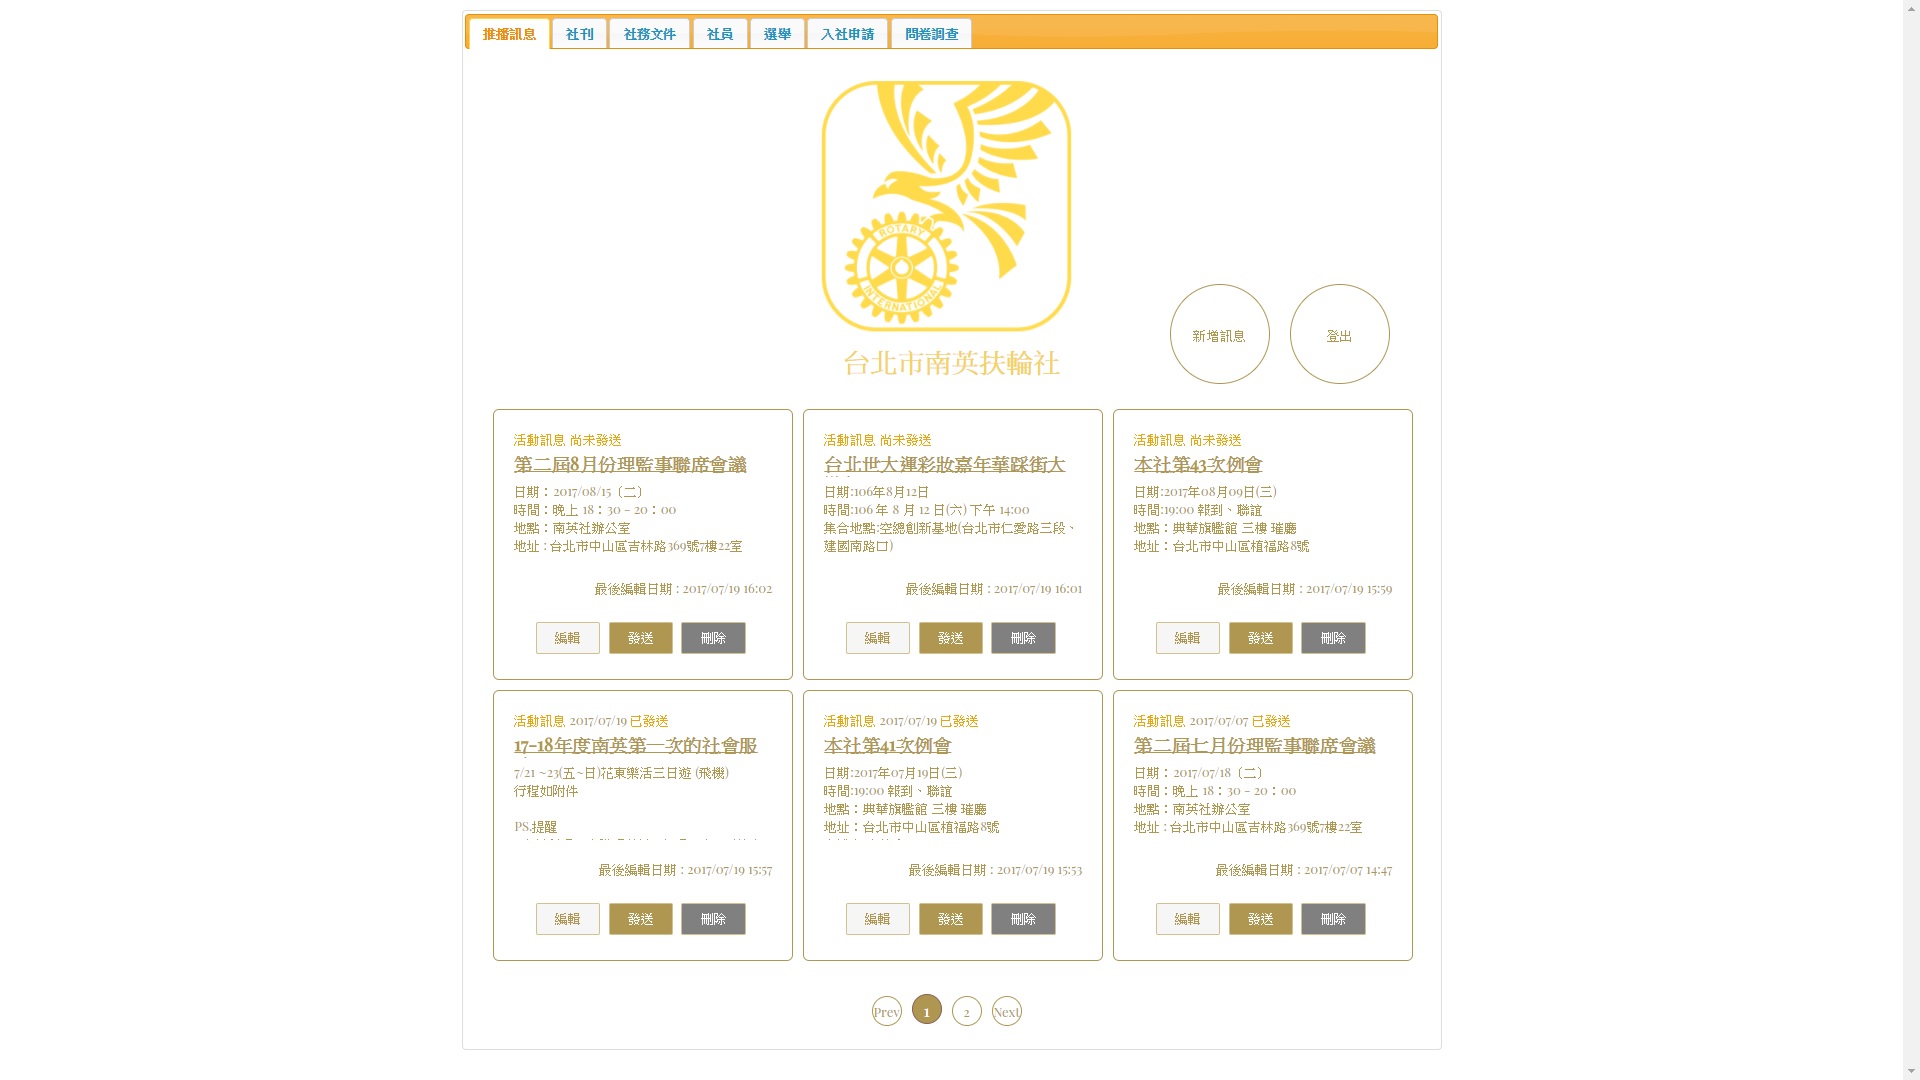 推播訊息 社刊 社務文件 社員 選舉 入社申請 問卷調查
ROTARY
INTERNATIONAL
台北市南英扶輪社
新增訊息 登出
活動訊息 尚未發送
第二屆8月份理監事聯席會議
日期：2017/08/15〔二〕
時間：晚上 18：30 - 20：00
地點：南英社辦公室
地址 : 台北市中山區吉林路369號7樓22室
最後編輯日期 : 2017/07/19 16:02
編輯 發送 刪除
活動訊息 尚未發送
台北世大運彩妝嘉年華踩街大
日期:106年8月12日
時間:106 年 8 月 12 日(六) 下午 14:00
集合地點:空總創新基地(台北市仁愛路三段、
建國南路口)
最後編輯日期 : 2017/07/19 16:01
編輯 發送 刪除
活動訊息 尚未發送
本社第43次例會
日期:2017年08月09日(三)
時間:19:00 報到、聯誼
地點：典華旗艦館 三樓 璀廳
地址：台北市中山區植福路8號
最後編輯日期 : 2017/07/19 15:59
編輯 發送 刪除
活動訊息 2017/07/19 已發送
17-18年度南英第一次的社會服
7/21 ~23(五~日)花東樂活三日遊 (飛機)
行程如附件
PS.提醒
最後編輯日期 : 2017/07/19 15:57
編輯 發送 刪除
活動訊息 2017/07/19 已發送
本社第41次例會
日期:2017年07月19日(三)
時間:19:00 報到、聯誼
地點：典華旗艦館 三樓 璀廳
地址：台北市中山區植福路8號
最後編輯日期 : 2017/07/19 15:53
編輯 發送 刪除
活動訊息 2017/07/07 已發送
第二屆七月份理監事聯席會議
日期：2017/07/18〔二〕
時間：晚上 18：30 - 20：00
地點：南英社辦公室
地址 : 台北市中山區吉林路369號7樓22室
最後編輯日期 : 2017/07/07 14:47
編輯 發送 刪除
Prev 1 2 Next